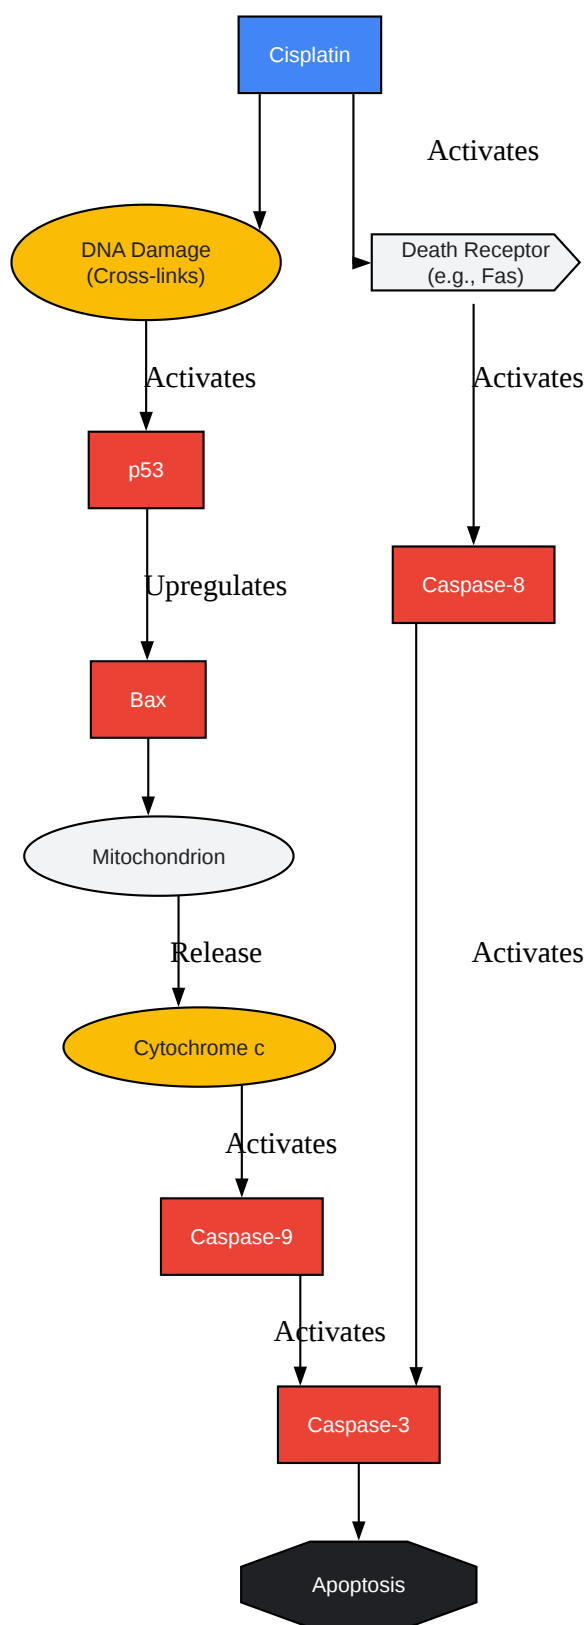 Cisplatin
Activates
DNA Damage
(Cross-links)
Death Receptor
(e.g., Fas)
Activates
Activates
p53
Upregulates
Caspase-8
Bax
Mitochondrion
Release
Activates
Cytochrome c
Activates
Caspase-9
Activates
Caspase-3
Apoptosis